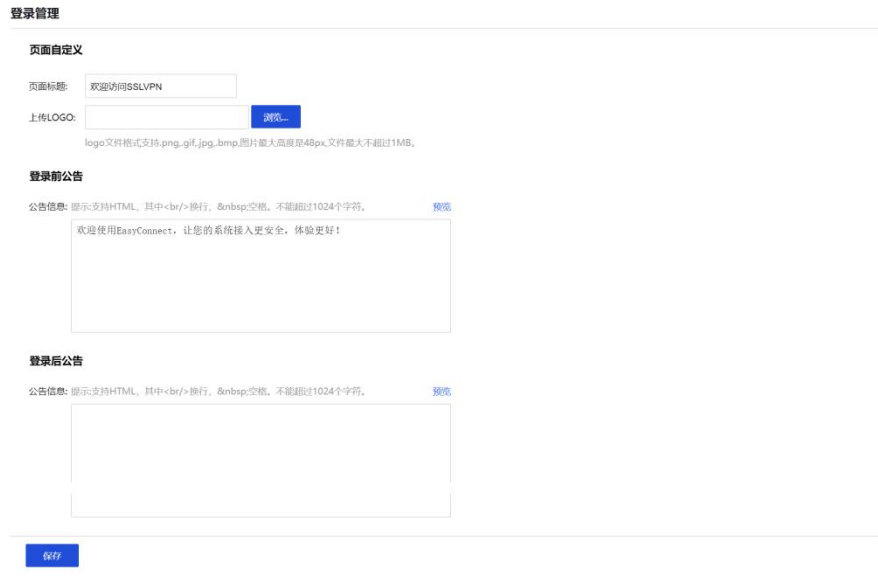 登录管理
页面自定义
页面标题: 欢迎访问SSLVPN
上传LOGO: 浏览...
logo文件格式支持.png,.gif,.jpg,.bmp,图片最大高度是48px,文件最大不超过1MB。
登录前公告
公告信息: 提示:支持HTML，其中<br/>换行，&nbsp;空格。不能超过1024个字符。 预览
欢迎使用EasyConnect，让您的系统接入更安全，体验更好！
登录后公告
公告信息: 提示:支持HTML，其中<br/>换行，&nbsp;空格。不能超过1024个字符。 预览
保存